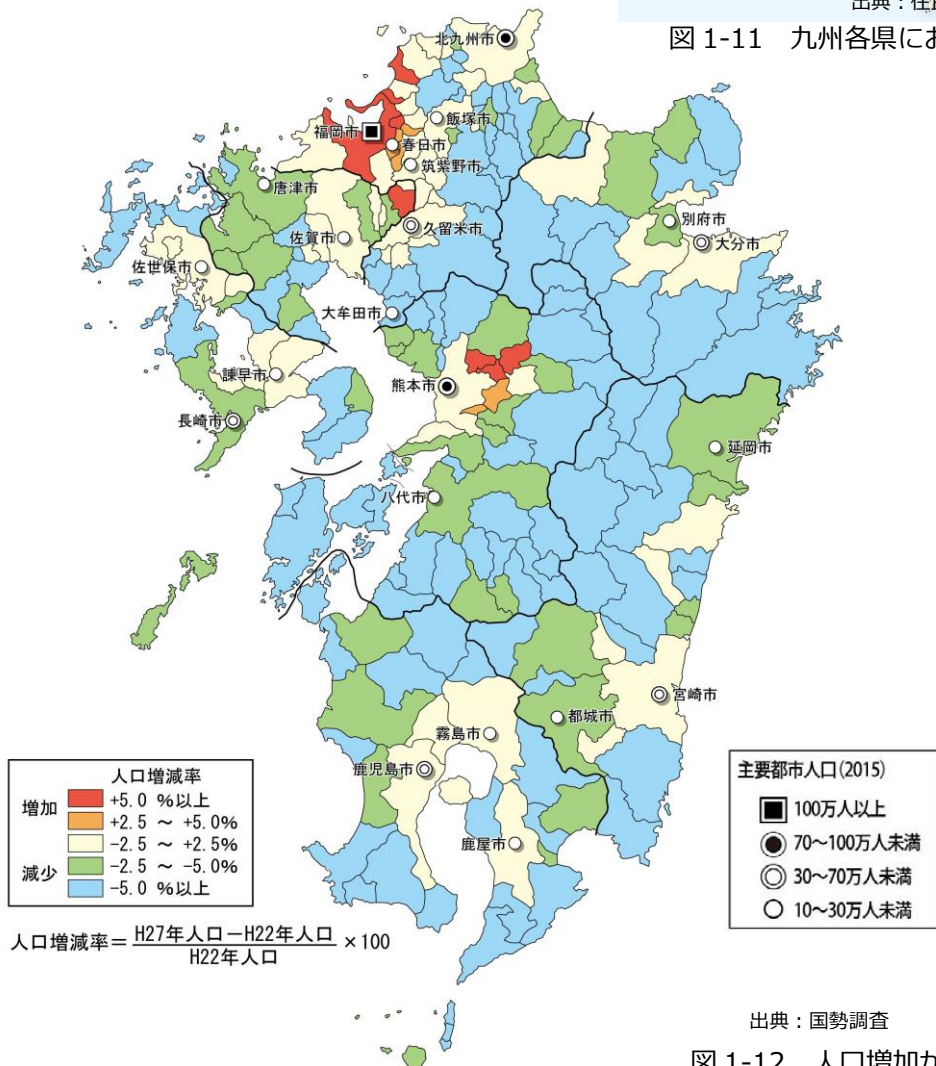 出典：住
図 1-11 九州各県にお
北九州市
福岡市
飯塚市
春日市
筑紫野市
唐津市
佐賀市
久留米市
別府市
大分市
佐世保市
大牟田市
諫早市
熊本市
長崎市
延岡市
八代市
宮崎市
都城市
霧島市
鹿児島市
鹿屋市
人口増減率
増加
+5.0 %以上
+2.5 ～ +5.0%
-2.5 ～ +2.5%
減少
-2.5 ～ -5.0%
-5.0 %以上
人口増減率＝H27年人口－H22年人口
H22年人口
×100
主要都市人口(2015)
100万人以上
70～100万人未満
30～70万人未満
10～30万人未満
出典：国勢調査
図 1-12 人口増加が